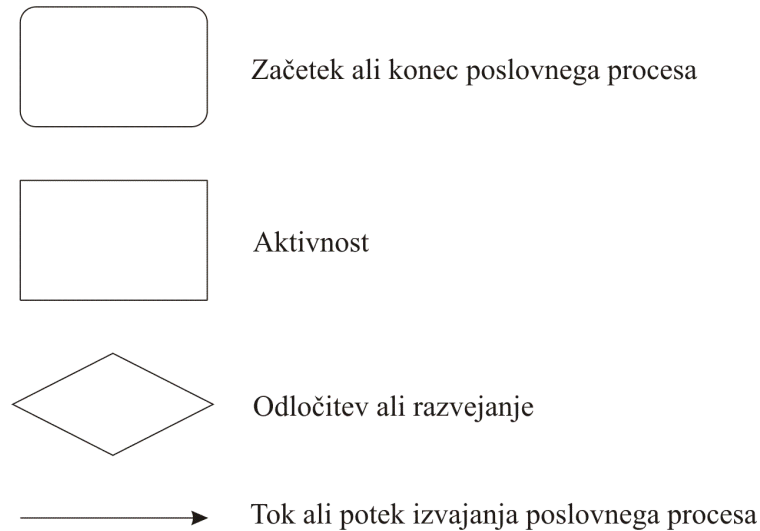 Začetek ali konec poslovnega procesa
Aktivnost
Odločitev ali razvejanje
Tok ali potek izvajanja poslovnega procesa